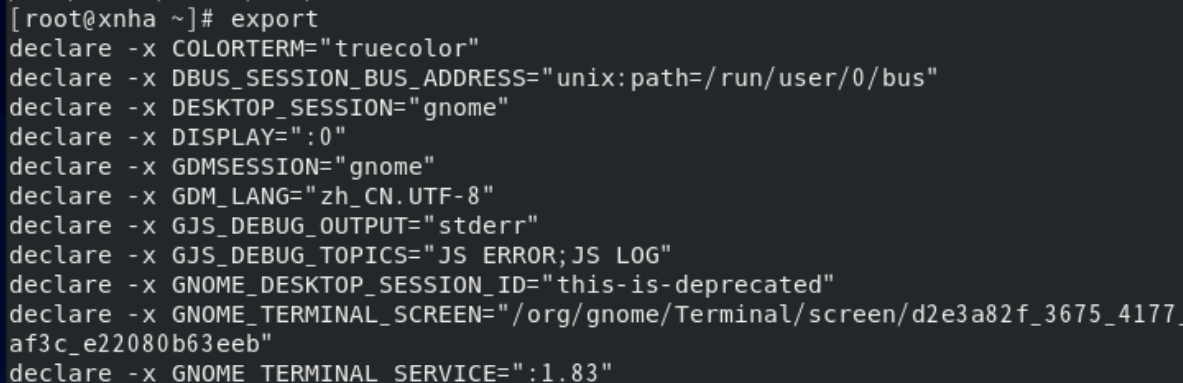 [root@xnha ~]# export
declare -x COLORTERM="truecolor"
declare -x DBUS_SESSION_BUS_ADDRESS="unix:path=/run/user/0/bus"
declare -x DESKTOP_SESSION="gnome"
declare -x DISPLAY=":0"
declare -x GDMSESSION="gnome"
declare -x GDM_LANG="zh_CN.UTF-8"
declare -x GJS_DEBUG_OUTPUT="stderr"
declare -x GJS_DEBUG_TOPICS="JS ERROR;JS LOG"
declare -x GNOME_DESKTOP_SESSION_ID="this-is-deprecated"
declare -x GNOME_TERMINAL_SCREEN="/org/gnome/Terminal/screen/d2e3a82f_3675_4177_
af3c_e22080b63eeb"
declare -x GNOME_TERMINAL_SERVICE=":1.83"